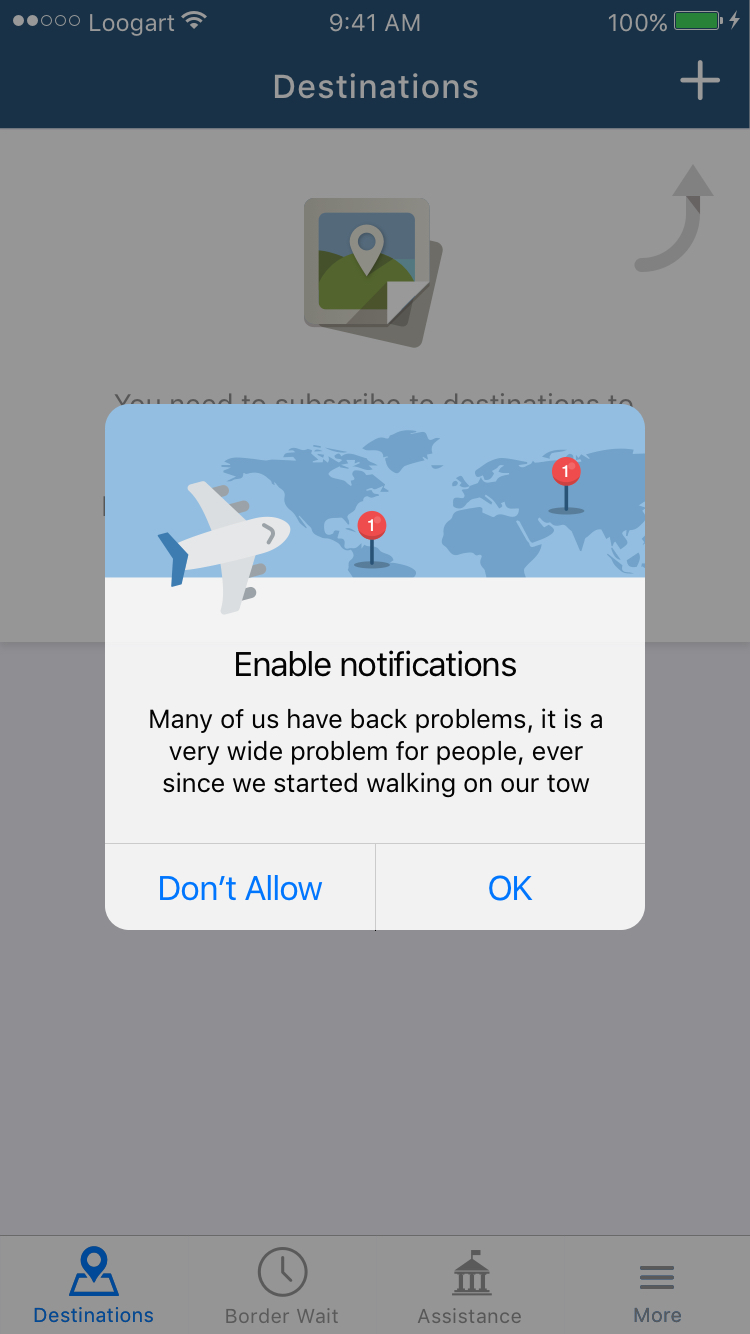 Loogart 9:41 AM 100%
Destinations
You need to subscribe to destinations to
1
1
Enable notifications
Many of us have back problems, it is a
very wide problem for people, ever
since we started walking on our tow
Don’t Allow OK
Destinations Border Wait Assistance More